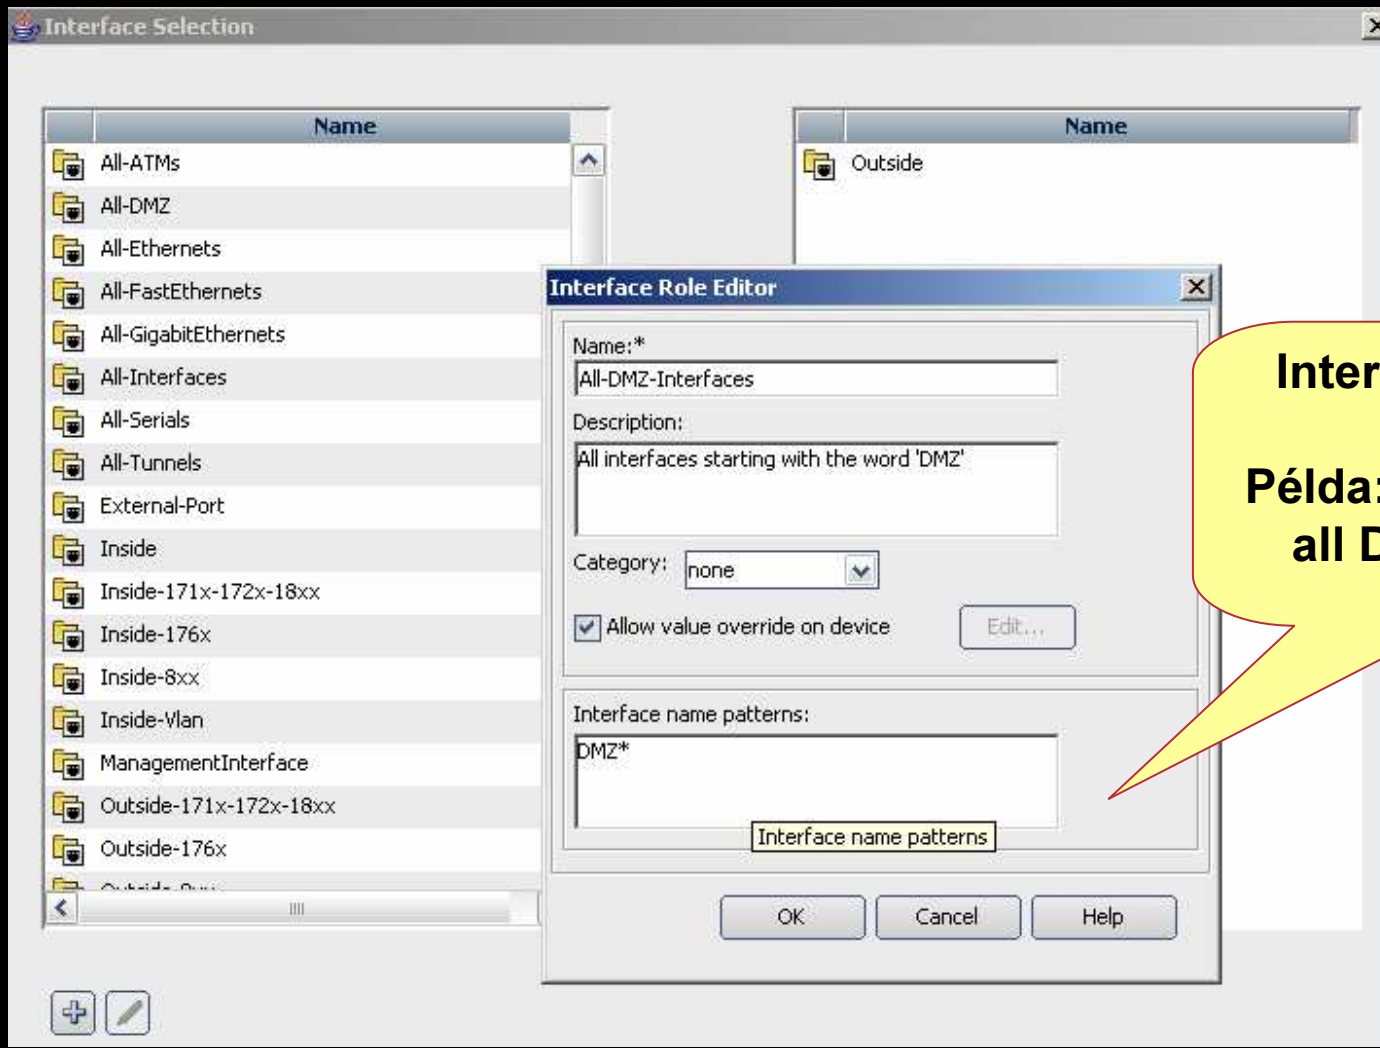 Interface Selection
Name
All-ATMs
All-DMZ
All-Ethernets
All-FastEthernets
All-GigabitEthernets
All-Interfaces
All-Serials
All-Tunnels
External-Port
Inside
Inside-171x-172x-18xx
Inside-176x
Inside-8xx
Inside-Vlan
ManagementInterface
Outside-171x-172x-18xx
Outside-176x
Name
Outside
Interface Role Editor
Name:*
All-DMZ-Interfaces
Description:
All interfaces starting with the word 'DMZ'
Category: none
Allow value override on device Edit...
Interface name patterns:
DMZ*
Interface name patterns
OK Cancel Help
Példa:
all